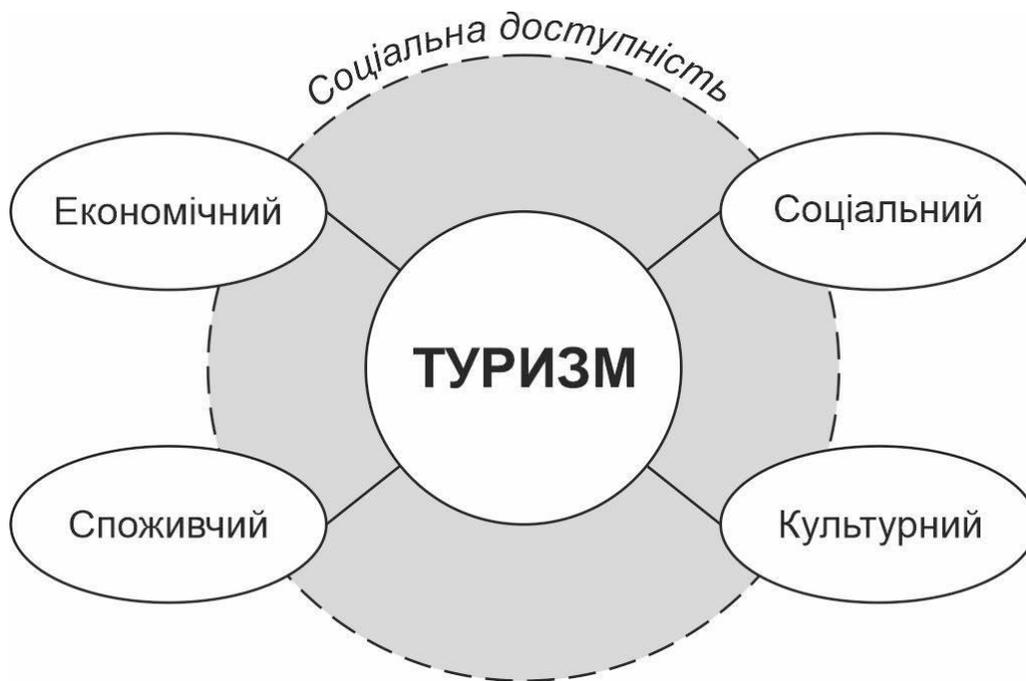 Соціальна доступність
Економічний
Соціальний
ТУРИЗМ
Споживчий
Культурний